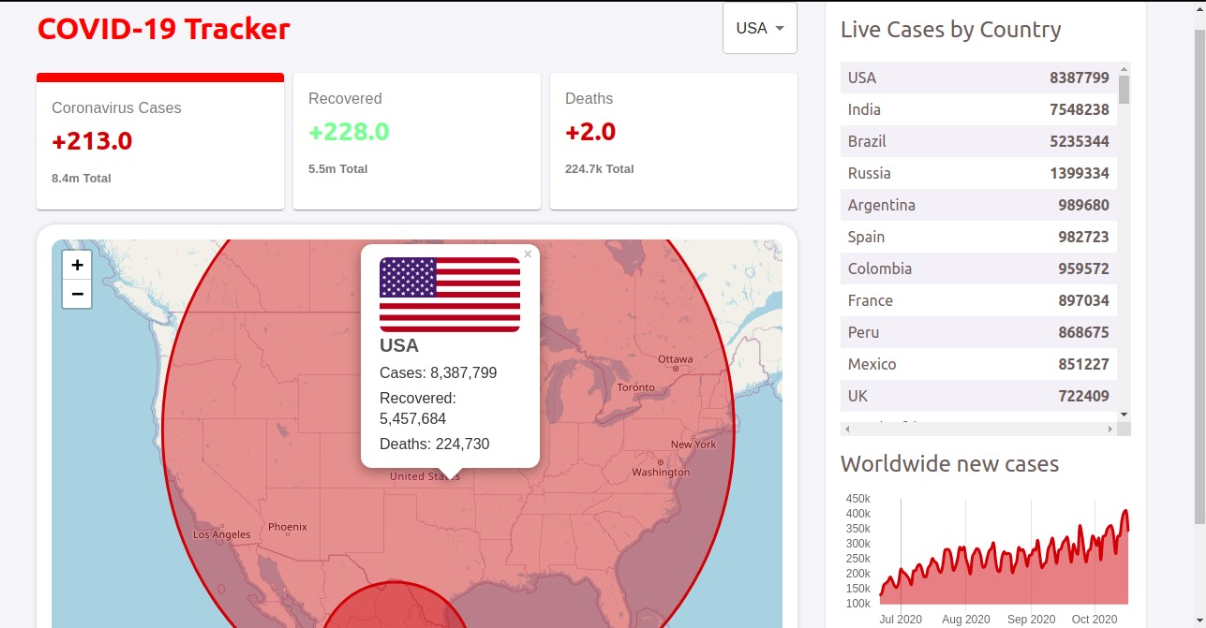 COVID-19 Tracker
USA
Coronavirus Cases
+213.0
8.4m Total
Recovered
+228.0
5.5m Total
Deaths
+2.0
224.7k Total
+
−
×
USA
Cases: 8,387,799
Recovered:
5,457,684
Deaths: 224,730
Ottawa
Toronto
New York
Washington
United States
Los Angeles
Phoenix
Live Cases by Country
USA 8387799
India 7548238
Brazil 5235344
Russia 1399334
Argentina 989680
Spain 982723
Colombia 959572
France 897034
Peru 868675
Mexico 851227
UK 722409
Worldwide new cases
450k
400k
350k
300k
250k
200k
150k
100k
Jul 2020 Aug 2020 Sep 2020 Oct 2020